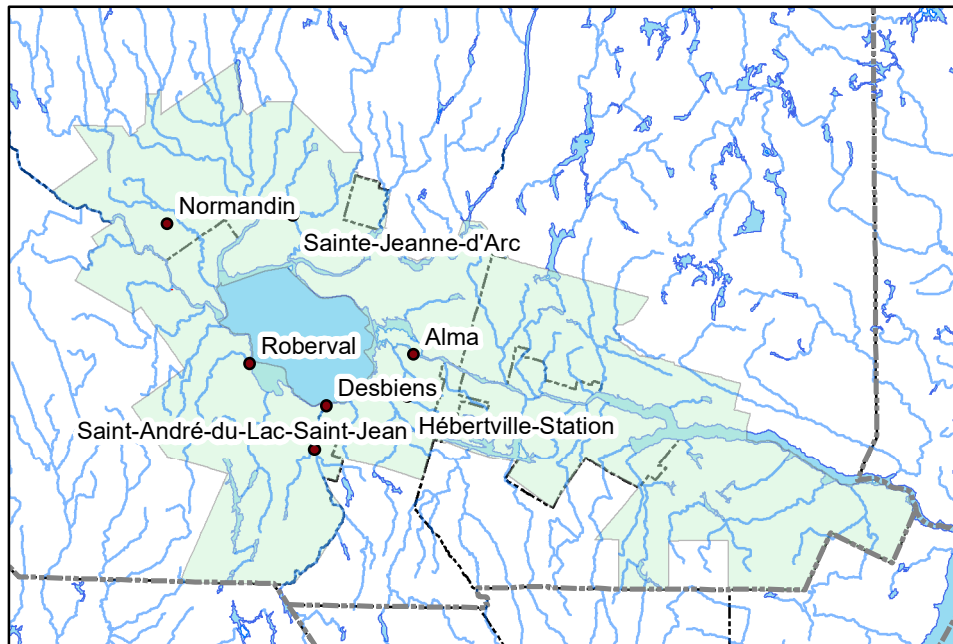 Normandin
Sainte-Jeanne-d'Arc
Alma
Roberval
Desbiens
Saint-André-du-Lac-Saint-Jean
Hébertville-Station